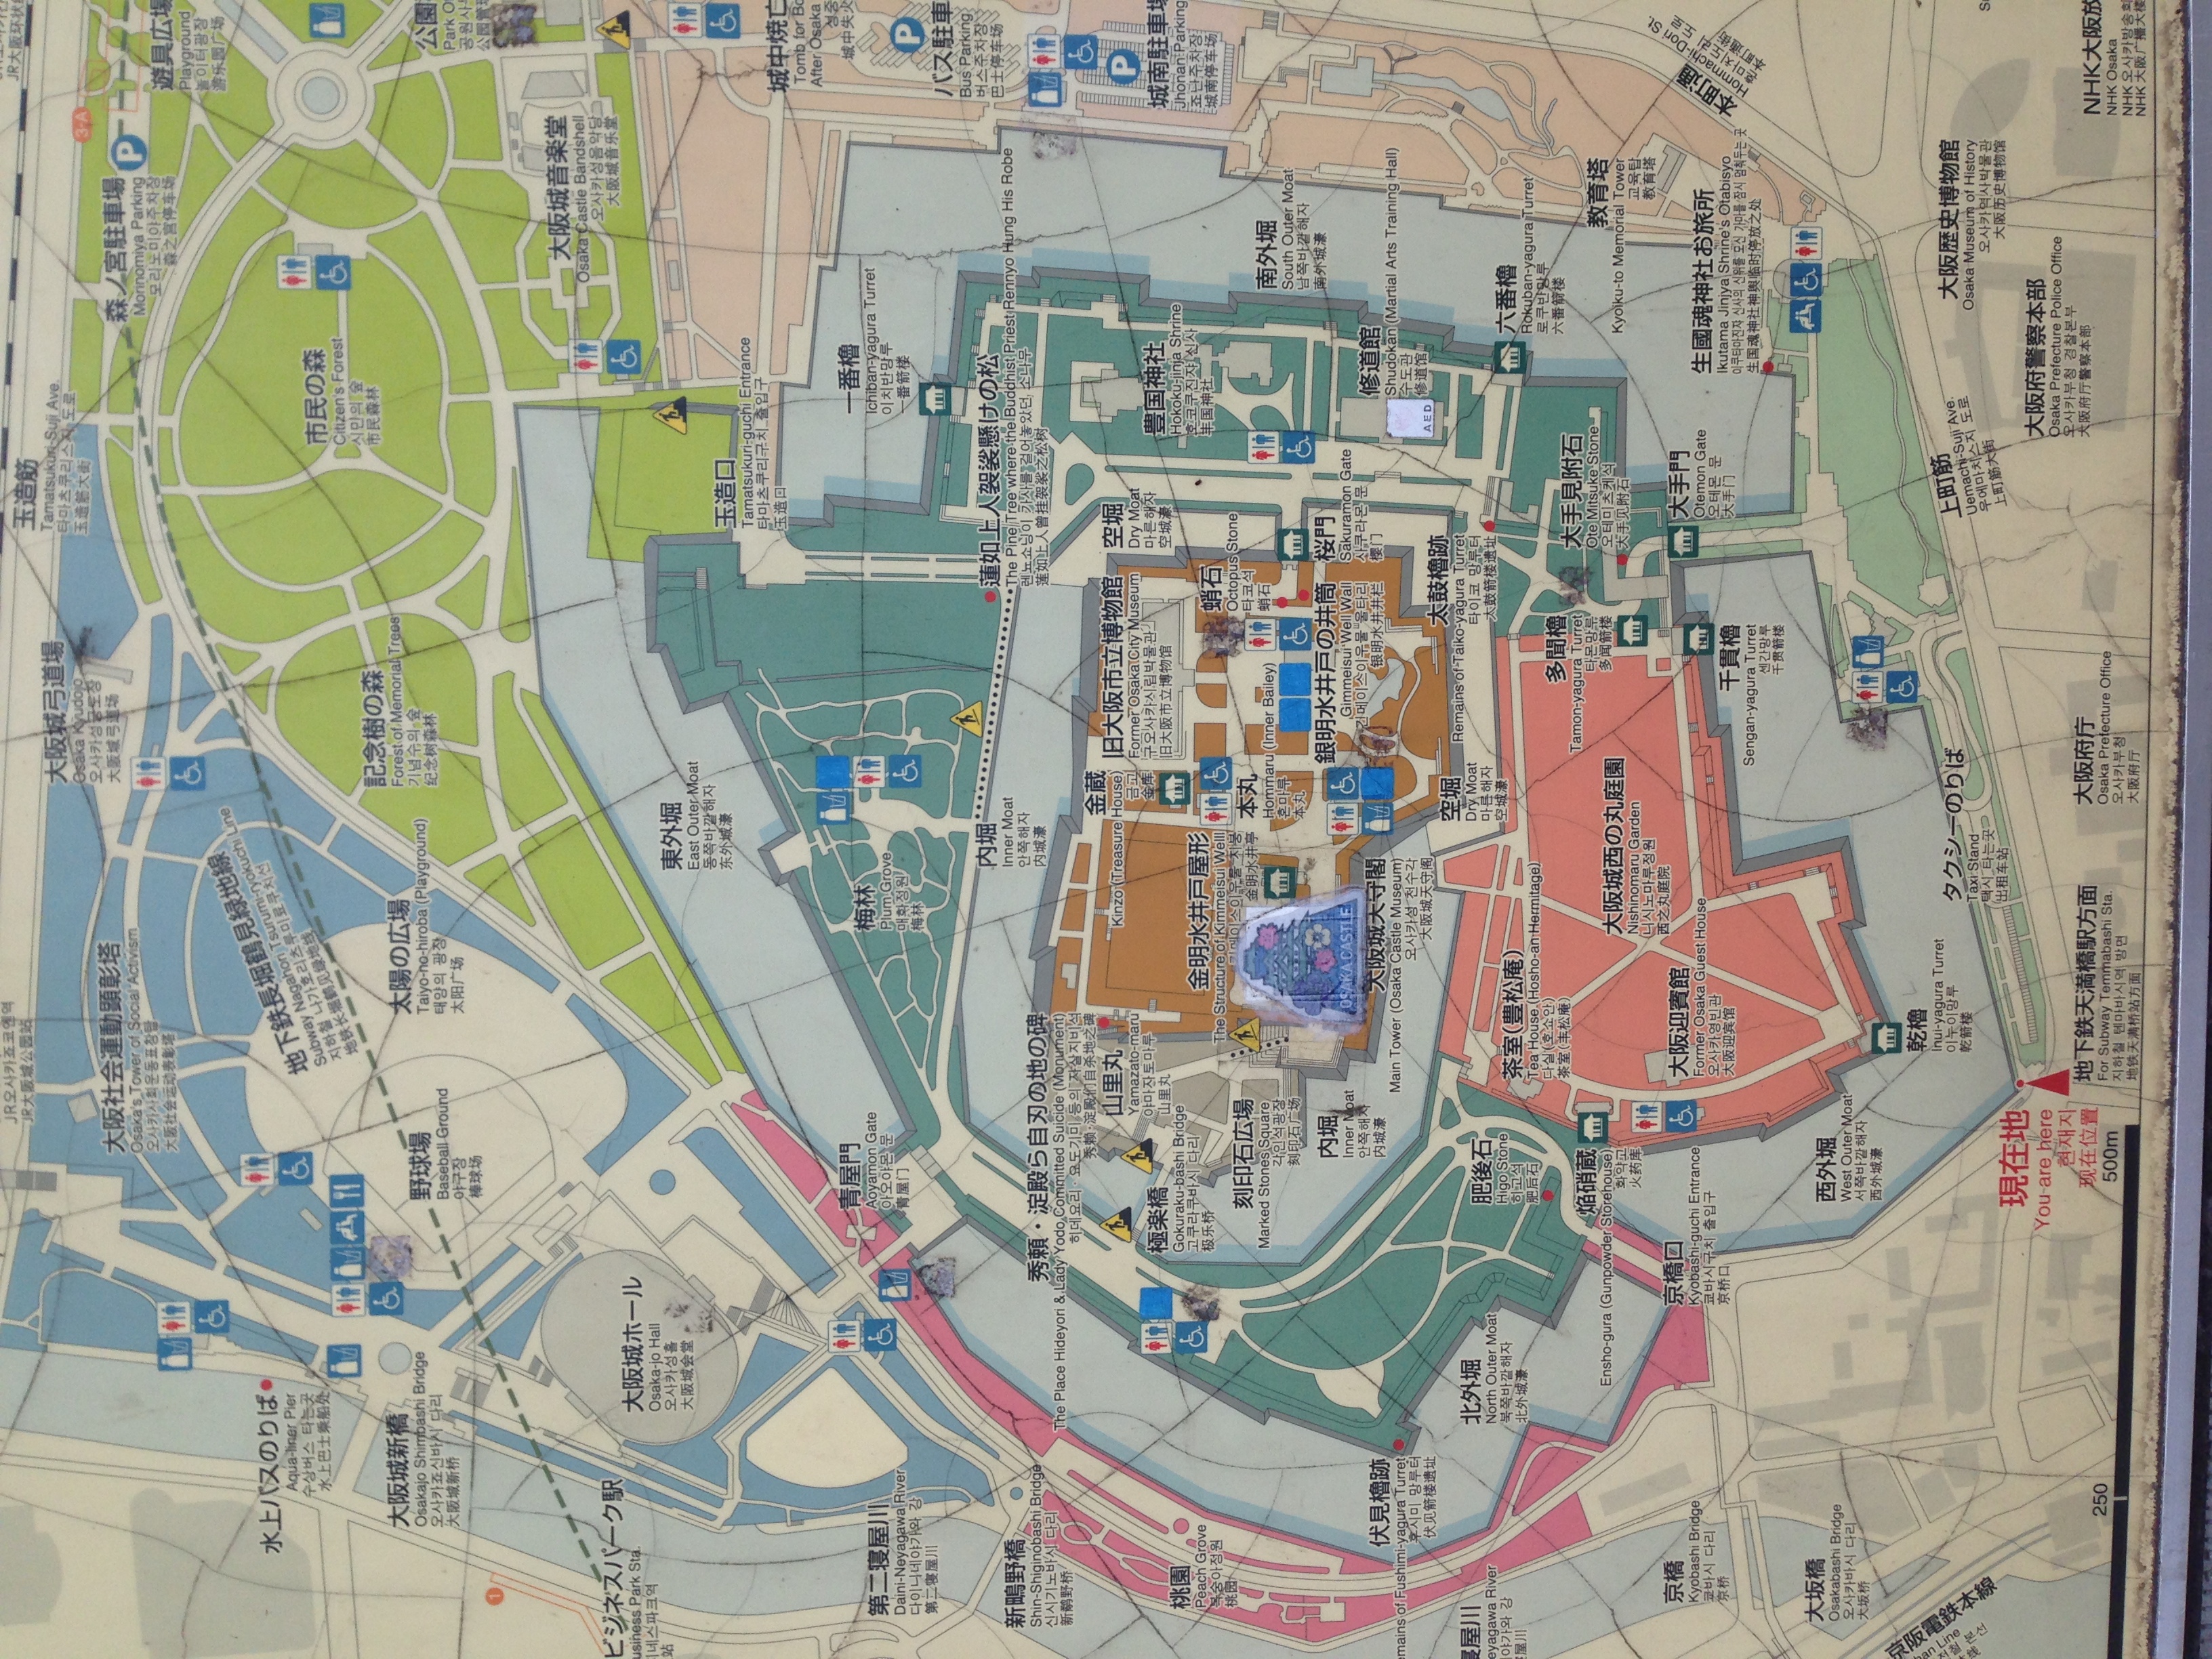 JR오사카죠코엔역
JR大阪城公园站
玉造筋
Tamatsukuri-Suji Ave.
타마츠쿠리스지 도로
玉造筋大街
大阪城弓道場
Osaka Kyudojo
오사카성궁도장
大阪城弓道场
3-A
大阪社会運動顕彰塔
Osaka's Tower of Social Activism
오사카사회운동표창탑
大阪社会运动表彰塔
森ノ宮駐車場
Morinomiya Parking
모리노미야주차장
森之宫停车场
P
遊具広場
Playground
놀이터광장
游乐园广场
地下鉄長堀鶴見緑地線
Subway Nagahori Tsurumi-ryokuchi Line
지하철 나가호리츠루미료쿠치선
地铁长堀鹤见绿地线
水上バスのりば
Aqua-liner Pier
수상버스 타는곳
水上巴士乘船处
市民の森
Citizen's Forest
시민의 숲
市民森林
大阪城新橋
Osakajo Shimbashi Bridge
오사카죠신바시 다리
大阪城新桥
野球場
Baseball Ground
야구장
棒球场
太陽の広場
Taiyo-no-hiroba (Playground)
태양의 광장
太阳广场
記念樹の森
Forest of Memorial Trees
기념수의 숲
纪念树森林
公園
Park O
공원사
公园管
1
大阪城音楽堂
Osaka Castle Bandshell
오사카성음악당
大阪城音乐堂
ビジネスパーク駅
usiness Park Sta.
네스파크역
站
大阪城ホール
Osaka-jo Hall
오사카성홀
大阪城会堂
東外堀
East Outer Moat
동쪽바깥해자
东外城濠
玉造口
Tamatsukuri-guchi Entrance
타마츠쿠리구치 출입구
玉造口
城中焼亡
Tomb for Bo
After Osaka
성중
城中失火
青屋門
Aoyamon Gate
아오야몬 문
青屋门
梅林
Plum Grove
매화정원
梅林
一番櫓
Ichiban-yagura Turret
이치반망루
一番箭楼
第二寝屋川
Daini-Neyagawa River
다이니네야가와 강
第二寝屋川
P
バス駐車
Bus Parking
버스주차장
巴士停车场
内堀
Inner Moat
안쪽해자
内城濠
蓮如上人袈裟懸けの松
The Pine Tree where the Buddhist Priest Rennyo Hung His Robe
렌뇨쇼닝이 가사를 걸어놓았던 소나무
莲如上人曾挂袈裟之松树
新鴫野橋
Shin-Shiginobashi Bridge
신시기노바시 다리
新鹬野桥
秀頼・淀殿ら自刃の地の碑
The Place Hideyori & Lady Yodo Committed Suicide (Monument)
히데요리·요도기미 등의 자살지비석
秀赖·淀殿们自杀地之碑
山里丸
Yamazato-maru
야마잔토마루
山里丸
金蔵
Kinzo (Treasure House)
금고
金库
旧大阪市立博物館
Former Osaka City Museum
구오사카시립박물관
旧大阪市立博物馆
空堀
Dry Moat
마른해자
空城濠
P
豊国神社
Hokoku-jinja Shrine
호코쿠진쟈 신사
丰国神社
城南駐車場
Jhonan Parking
죠난주차장
城南停车场
極楽橋
Gokuraku-bashi Bridge
고쿠라쿠바시 다리
极乐桥
桃園
Peach Grove
복숭아정원
桃园
金明水井戸屋形
The Structure of Kimmeisui Welll
김메이스이우물 지붕
金明水井亭
蛸石
Octopus Stone
타코석
蛸石
刻印石広場
Marked Stones Square
각인석광장
刻印石广场
本丸
Hommaru (Inner Bailey)
혼마루
本丸
南外堀
South Outer Moat
남쪽바깥해자
南外城濠
内堀
Inner Moat
안쪽해자
内城濠
OSAKA CASTLE
銀明水井戸の井筒
Gimmeisui Well Wall
긴메이스이우물 울타리
银明水井井栏
桜門
Sakuramon Gate
사쿠라몬 문
樱门
大阪城天守閣
Main Tower (Osaka Castle Museum)
오사카성 천수각
大阪城天守阁
修道館
Shudokan (Martial Arts Training Hall)
수도관
修道馆
AED
伏見櫓跡
emains of Fushimi-yagura Turret
후시미 망루터
伏见箭楼遗址
空堀
Dry Moat
마른해자
空城濠
太鼓櫓跡
Remains of Taiko-yagura Turret
타이코 망루터
太鼓箭楼遗址
寝屋川
eyagawa River
야가와 강
屋川
北外堀
North Outer Moat
북쪽바깥해자
北外城濠
肥後石
Higo Stone
히고석
肥后石
茶室(豊松庵)
Tea House (Hosho-an Hermitage)
다실(호쇼안)
茶室(丰松庵)
六番櫓
Rokuban-yagura Turret
로쿠반망루
六番箭楼
多聞櫓
Tamon-yagura Turret
타몬망루
多闻箭楼
大手見附石
Ote Mitsuke Stone
오테미츠케석
大手见附石
焔硝蔵
Ensho-gura (Gunpowder Storehouse)
화약고
火药库
大阪城西の丸庭園
Nishinomaru Garden
니시노마루정원
西之丸庭院
教育塔
Kyoiku-to Memorial Tower
교육탑
教育塔
京橋
Kyobashi Bridge
쿄바시 다리
京桥
京橋口
Kyobashi-guchi Entrance
쿄바시구치 출입구
京桥口
大阪迎賓館
Former Osaka Guest House
오사카영빈관
大阪迎宾馆
大手門
Otemon Gate
오테몬 문
大手门
千貫櫓
Sengan-yagura Turret
센간망루
千贯箭楼
生國魂神社お旅所
Ikutama Jinjya Shrine's Otabisyo
이쿠타마진쟈 신사의 신위를 모신 가마를 잠시 멈춰두는 곳
生国魂神社神舆临时停放之处
本町通
Hommachi-Dori St.
혼마치도리 도로
本町通街
大坂橋
Osakabashi Bridge
오사카바시 다리
大坂桥
西外堀
West Outer Moat
서쪽바깥해자
西外城濠
京阪電鉄本線
乾櫓
Inui-yagura Turret
이누이망루
乾箭楼
タクシーのりば
Taxi Stand
택시 타는곳
出租车站
上町筋
Uemachi-Suji Ave.
우에마치스지 도로
上町筋大街
大阪歴史博物館
Osaka Museum of History
오사카역사박물관
大阪历史博物馆
現在地
You are here
현재지
现在位置
大阪府警察本部
Osaka Prefecture Police Office
오사카부청 경찰본부
大阪府厅警察本部
250
500m
地下鉄天満橋駅方面
For Subway Temmabashi Sta.
지하철 텐마바시역 방면
地铁天满桥站方面
大阪府庁
Osaka Prefecture Office
오사카부청
大阪府厅
NHK大阪放
NHK Osaka
NHK 오사카방송회
NHK 大阪广播大楼